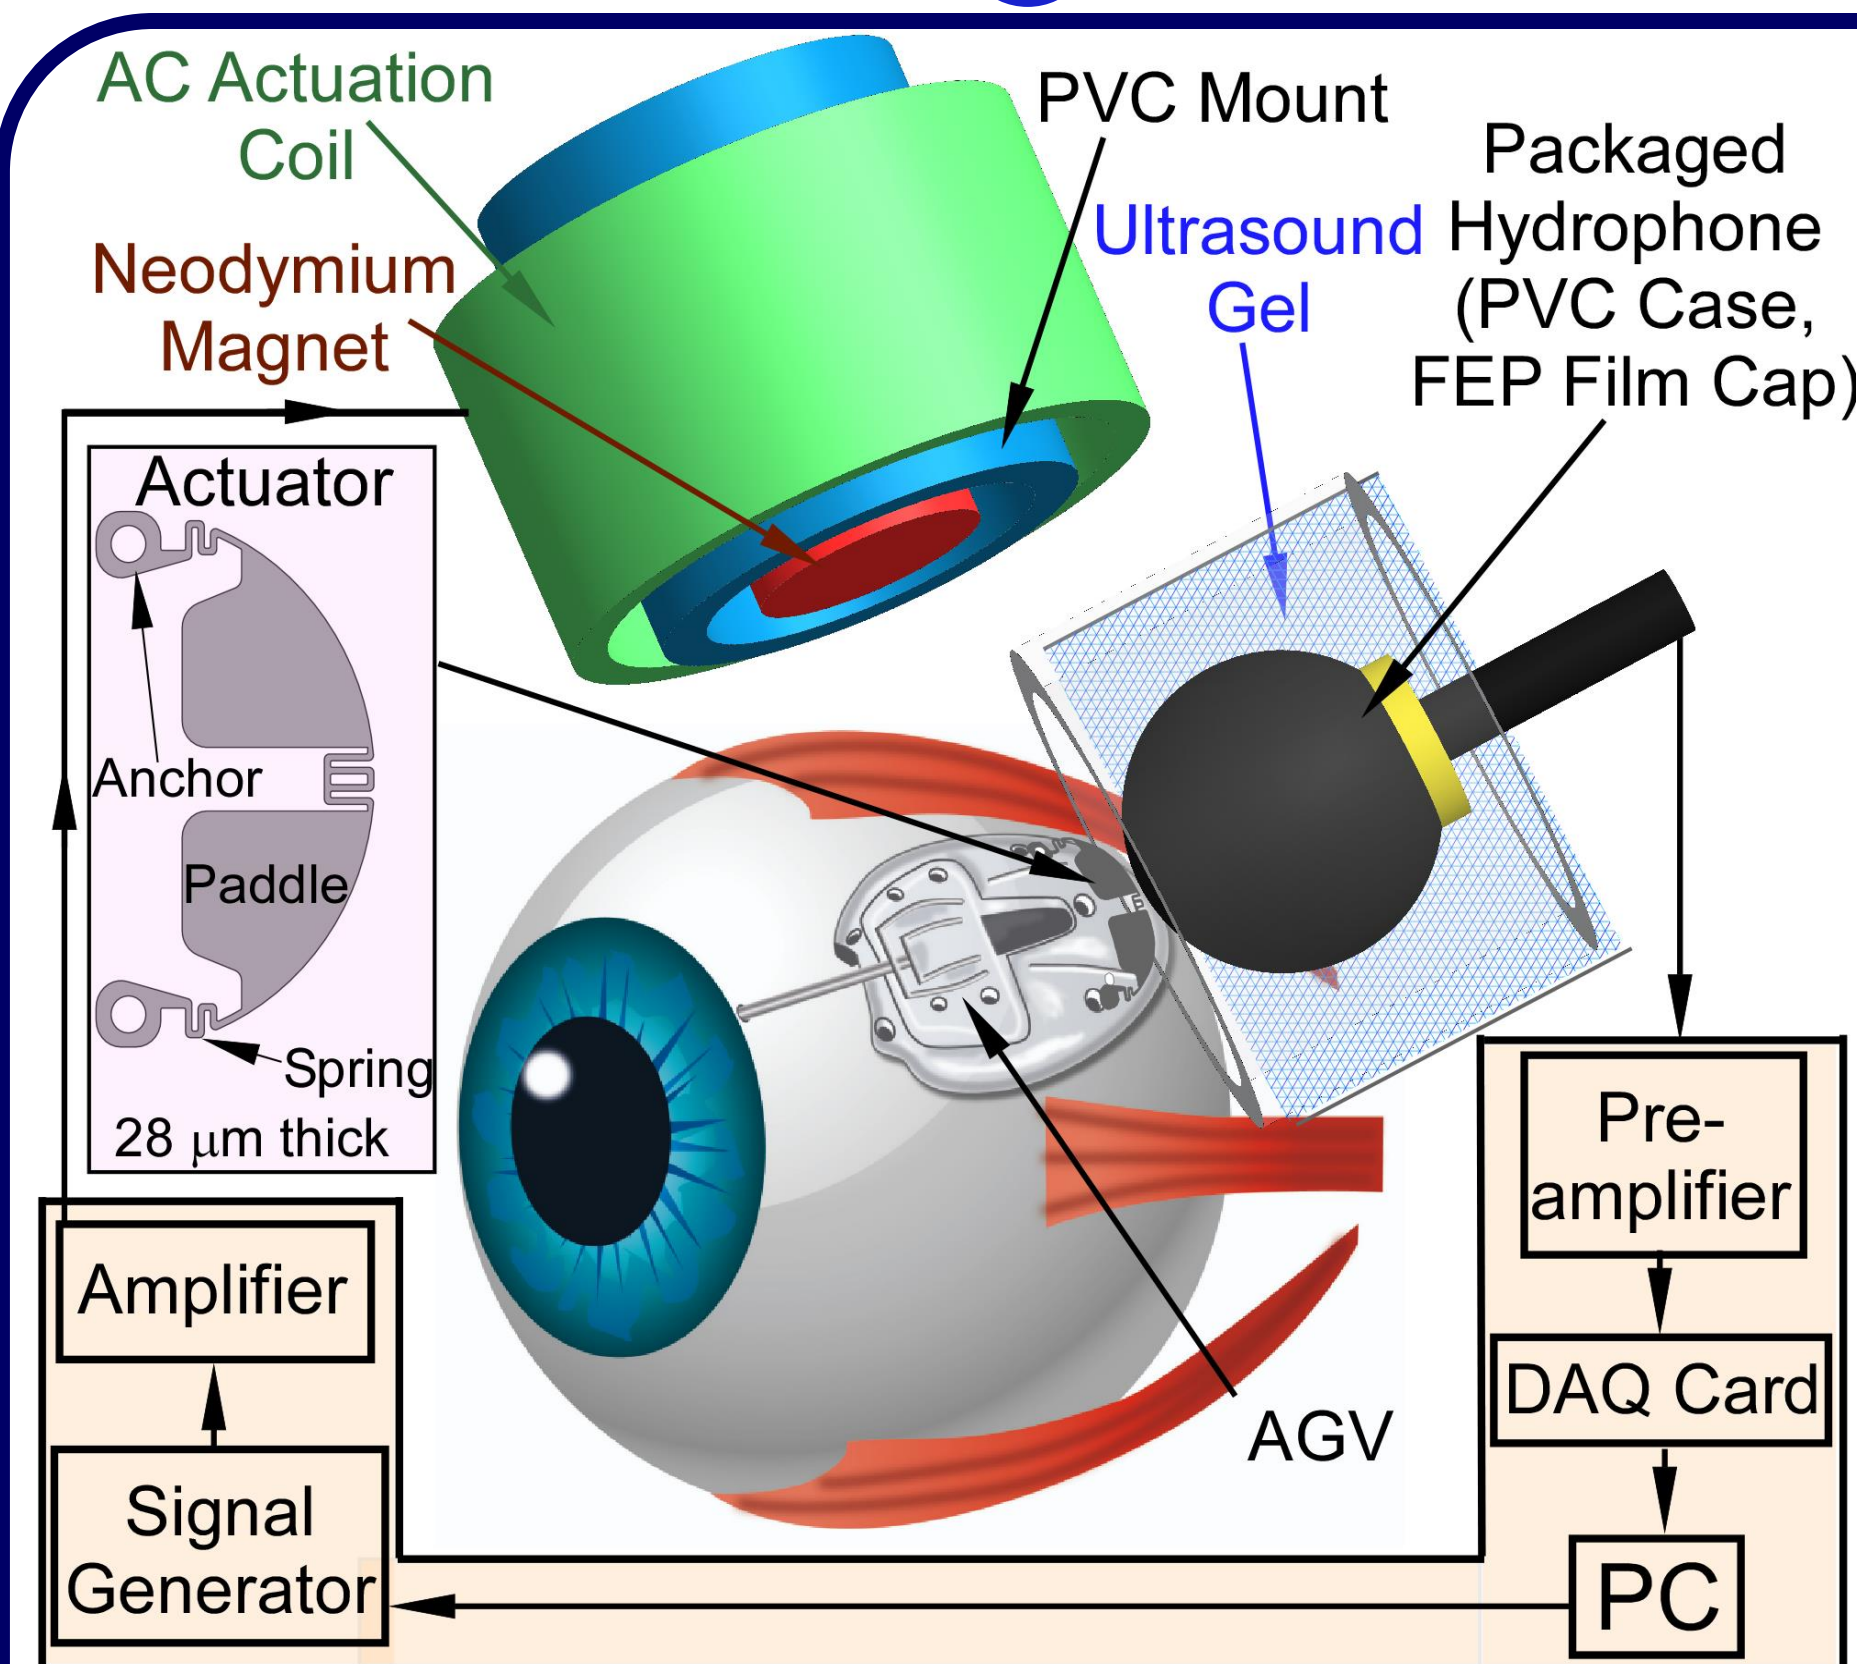 AC Actuation
Coil
PVC Mount
Packaged
Hydrophone
(PVC Case,
FEP Film Cap)
Ultrasound
Gel
Neodymium
Magnet
Actuator
Anchor
Paddle
Spring
28 μm thick
Amplifier
Signal
Generator
AGV
Pre-
amplifier
DAQ Card
PC